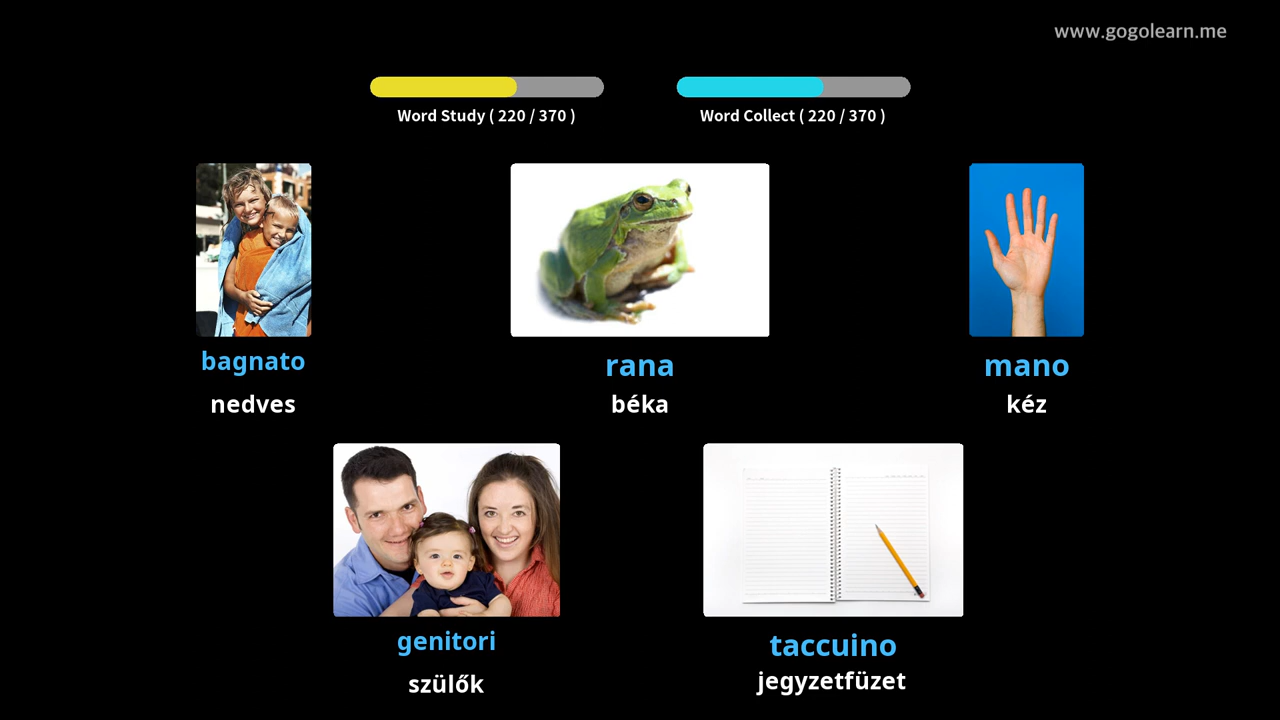 www.gogolearn.me
Word Study ( 220 / 370 )
Word Collect ( 220 / 370 )
bagnato
nedves
rana
béka
mano
kéz
genitori
szülők
taccuino
jegyzetfüzet